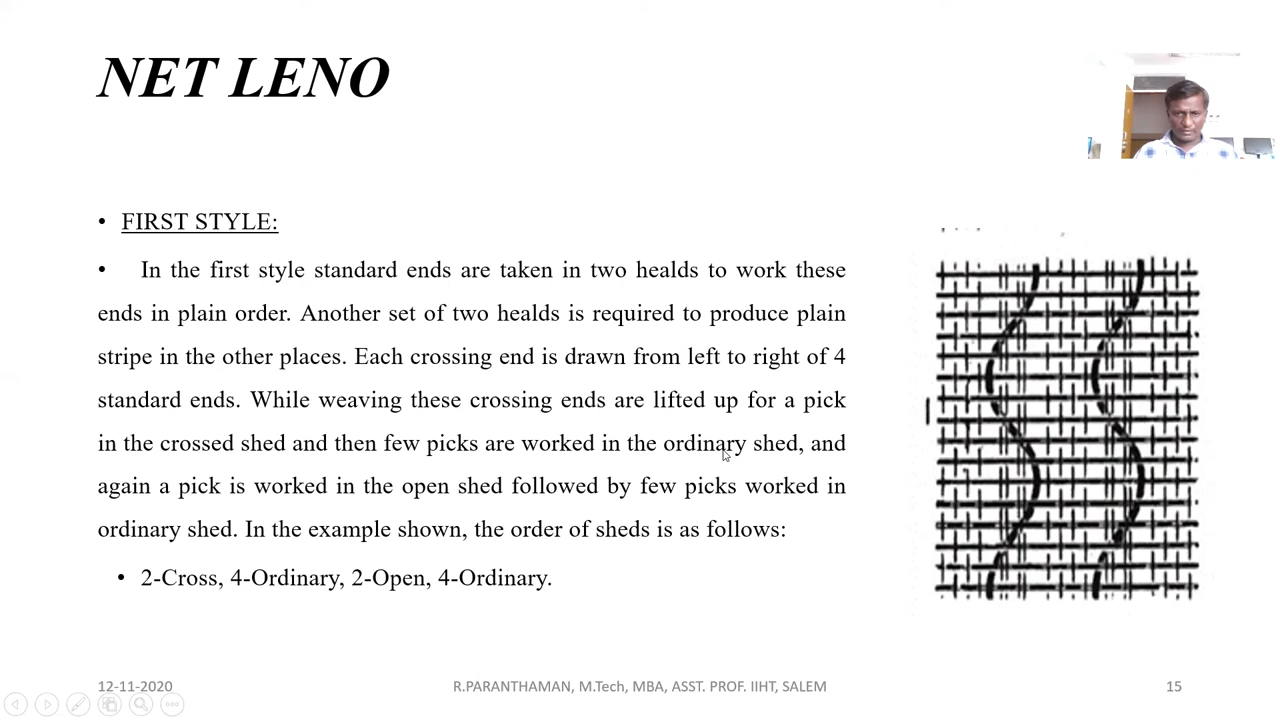 NET LENO
• FIRST STYLE:
• In the first style standard ends are taken in two healds to work these
ends in plain order. Another set of two healds is required to produce plain
stripe in the other places. Each crossing end is drawn from left to right of 4
standard ends. While weaving these crossing ends are lifted up for a pick
in the crossed shed and then few picks are worked in the ordinary shed, and
again a pick is worked in the open shed followed by few picks worked in
ordinary shed. In the example shown, the order of sheds is as follows:
• 2-Cross, 4-Ordinary, 2-Open, 4-Ordinary.
12-11-2020
R.PARANTHAMAN, M.Tech, MBA, ASST. PROF. IIHT, SALEM
15